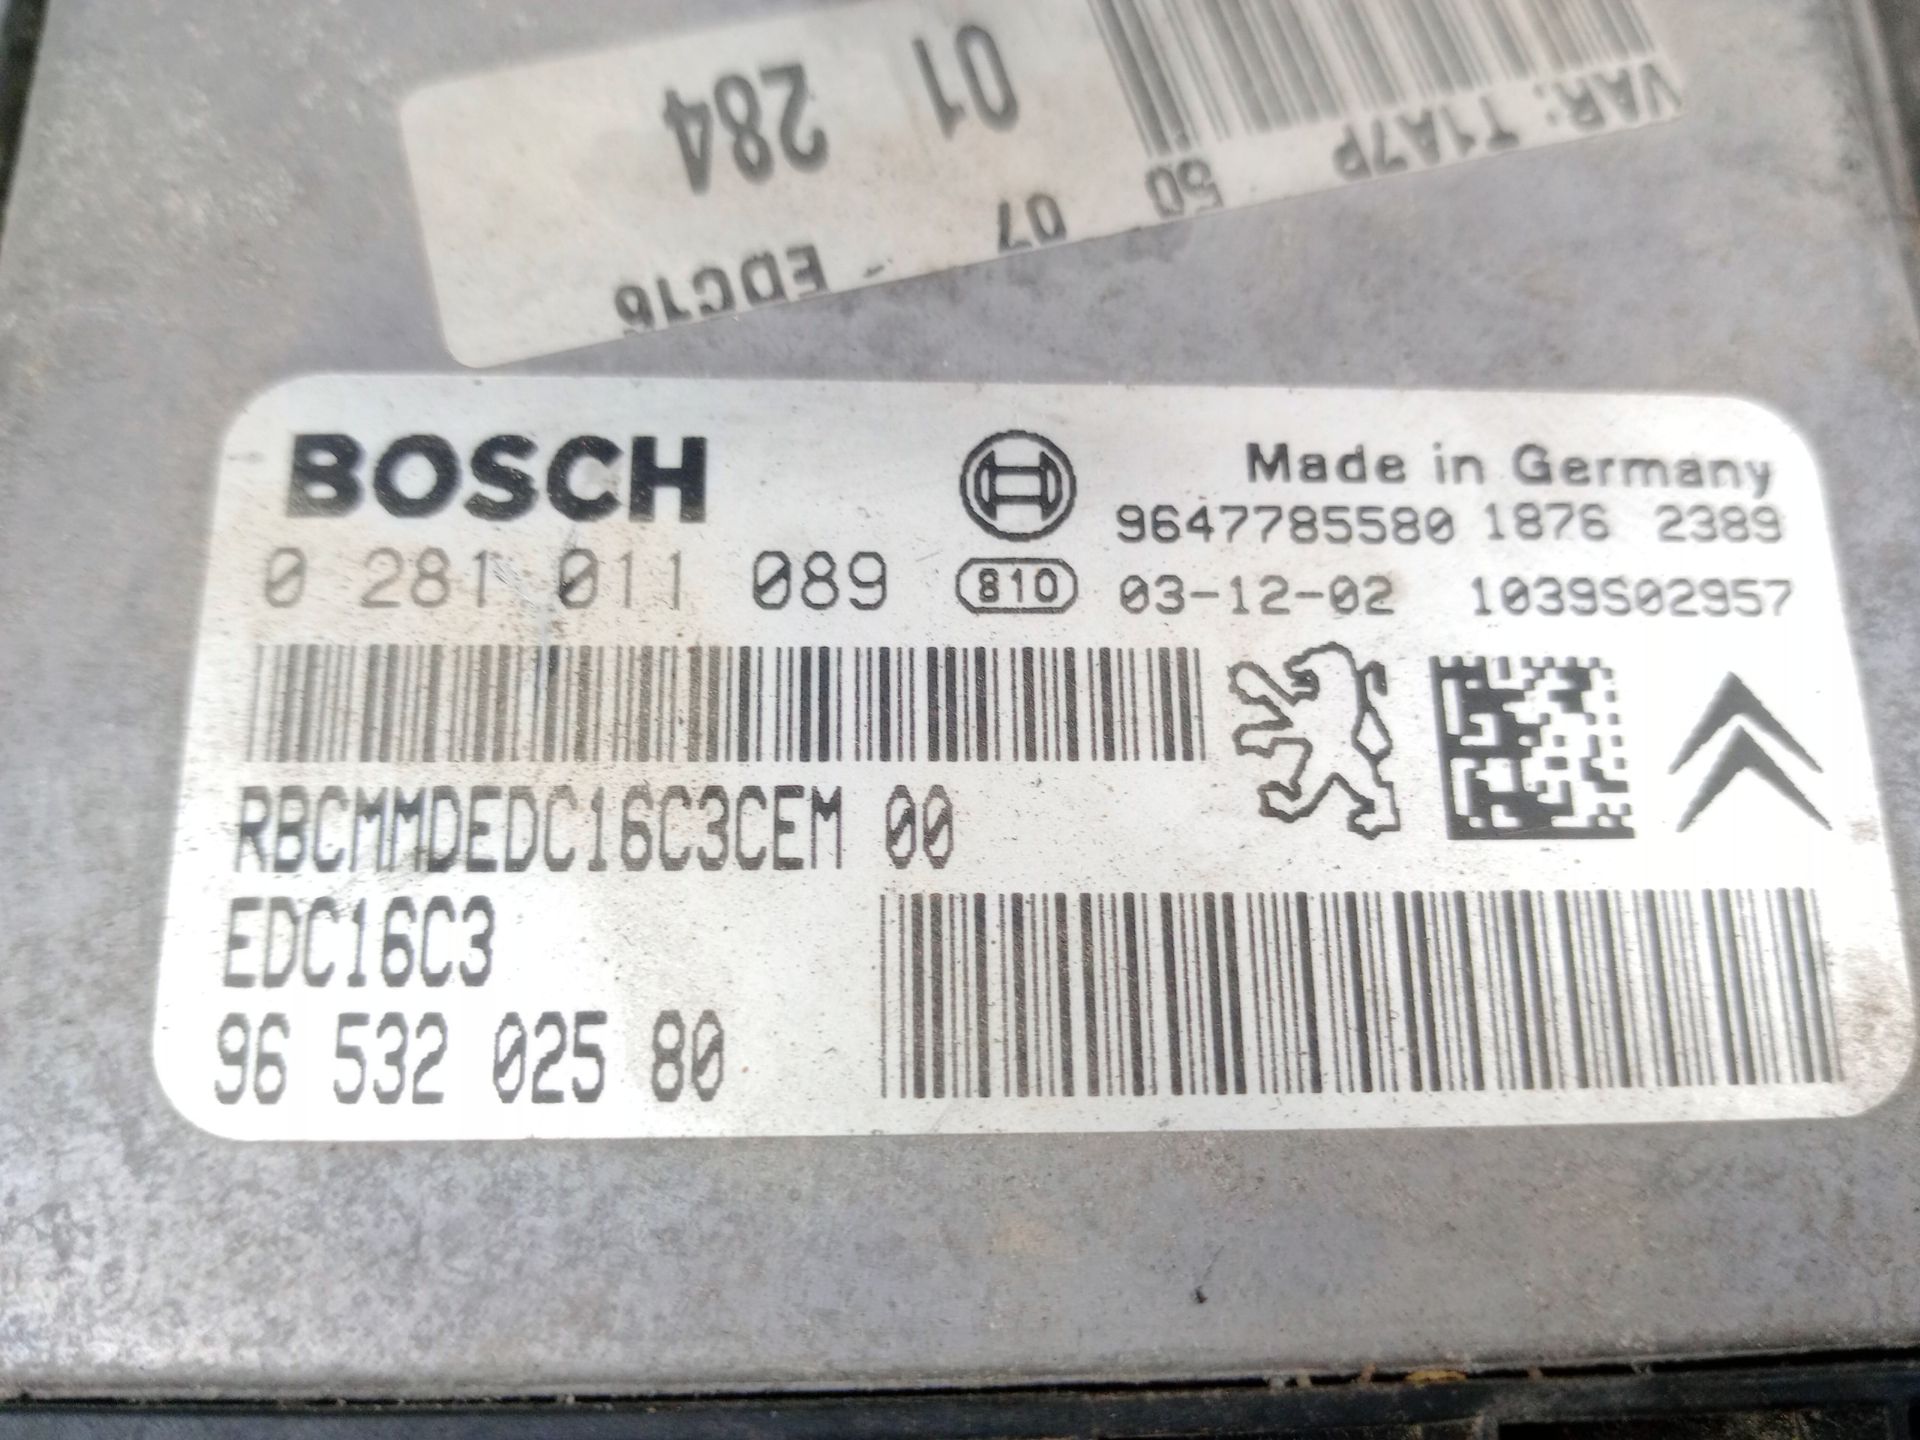 01 284
VAR: T1A7P 50 07 - EDC16
BOSCH
Made in Germany
9647785580 1876 2389
0 281 011 089
810
03-12-02 1039S02957
RBCMMDEDC16C3CEM 00
EDC16C3
96 532 025 80